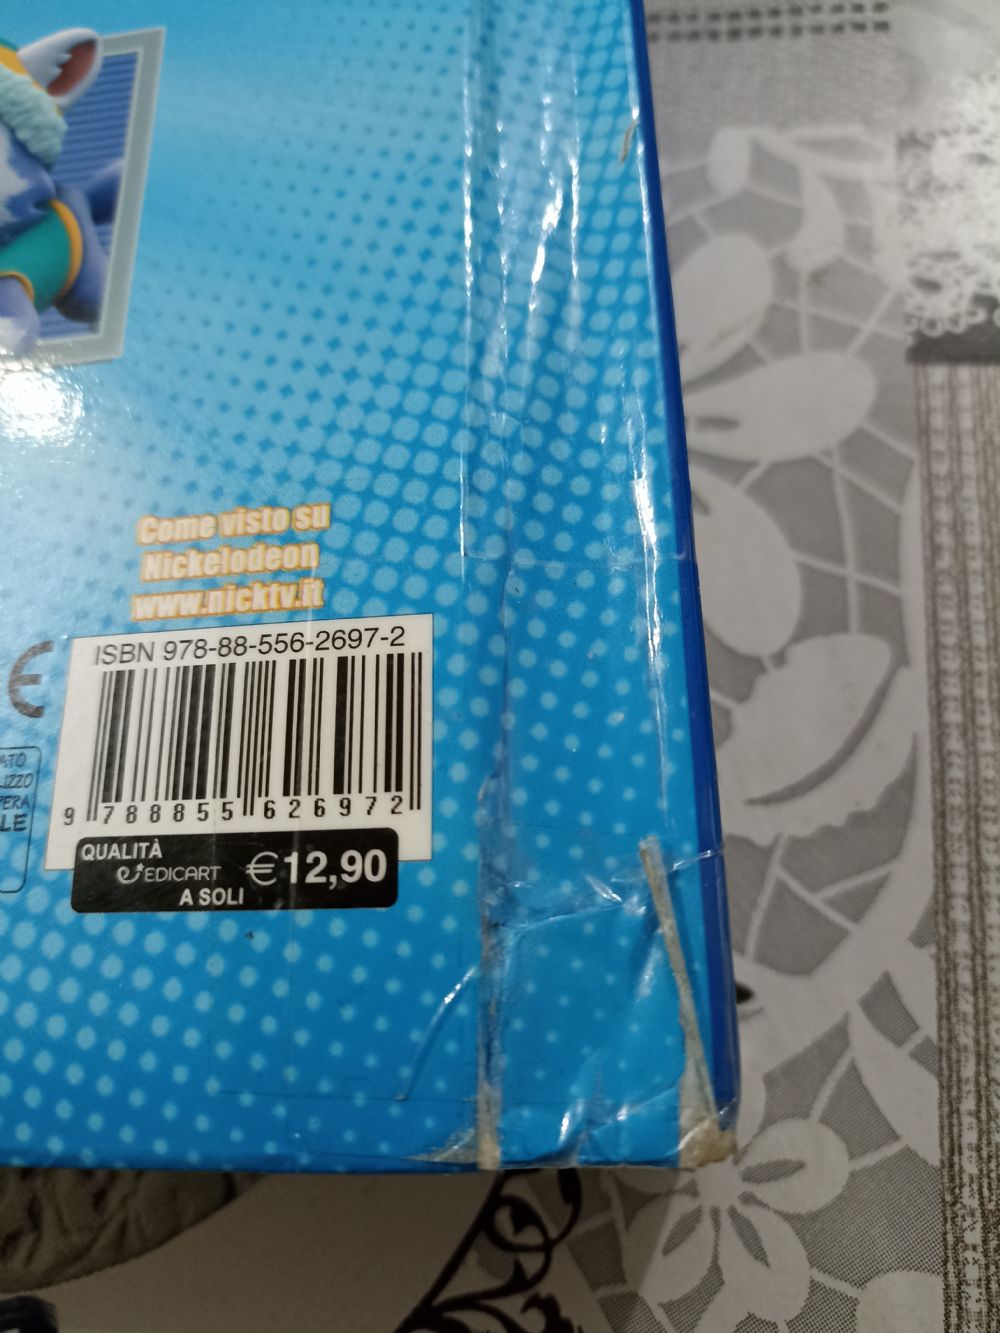 Come visto su
Nickelodeon
www.nicktv.it
ISBN 978-88-556-2697-2
CE
9 788855 626972
QUALITÀ
EDICART €12,90
A SOLI